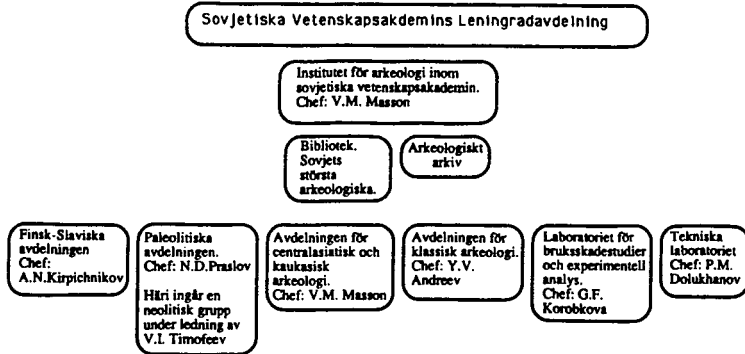 Sovjetiska Vetenskapsakdemins Leningradavdelning
Institutet för arkeologi inom
sovjetiska vetenskapsakademin.
Chef: V.M. Masson
Bibliotek.
Sovjets
största
arkeologiska.
Arkeologiskt
arkiv
Finsk-Slaviska
avdelningen
Chef:
A.N.Kirpichnikov
Paleolitiska
avdelningen.
Chef: N.D.Praslov
Häri ingår en
neolitisk grupp
under ledning av
V.I. Timofeev
Avdelningen för
centralasiatisk och
kaukasisk
arkeologi.
Chef: V.M. Masson
Avdelningen för
klassisk arkeologi.
Chef: Y.V.
Andreev
Laboratoriet för
bruksskadestudier
och experimentell
analys.
Chef: G.F.
Korobkova
Tekniska
laboratoriet
Chef: P.M.
Dolukhanov